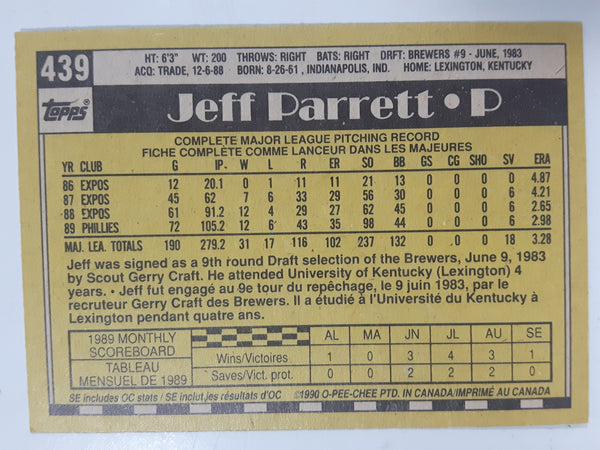 439
HT: 6'3" WT: 200 THROWS: RIGHT BATS: RIGHT DRFT: BREWERS #9 - JUNE, 1983
ACQ: TRADE, 12-6-88 BORN: 8-26-61, INDIANAPOLIS, IND. HOME: LEXINGTON, KENTUCKY
Topps®
Jeff Parrett • P
COMPLETE MAJOR LEAGUE PITCHING RECORD
FICHE COMPLÈTE COMME LANCEUR DANS LES MAJEURES
YR CLUB G IP W L R ER SO BB GS CG SHO SV ERA
86 EXPOS 12 20.1 0 1 11 11 21 13 0 0 0 0 4.87
87 EXPOS 45 62 7 6 33 29 56 30 0 0 0 6 4.21
88 EXPOS 61 91.2 12 4 29 27 62 45 0 0 0 6 2.65
89 PHILLIES 72 105.2 12 6 43 35 98 44 0 0 0 6 2.98
MAJ. LEA. TOTALS 190 279.2 31 17 116 102 237 132 0 0 0 18 3.28
Jeff was signed as a 9th round Draft selection of the Brewers, June 9, 1983
by Scout Gerry Craft. He attended University of Kentucky (Lexington) 4
years. • Jeff fut engagé au 9e tour du repêchage, le 9 juin 1983, par le
recruteur Gerry Craft des Brewers. Il a étudié à l'Université du Kentucky à
Lexington pendant quatre ans.
1989 MONTHLY SCOREBOARD AL MA JN JL AU SE
TABLEAU MENSUEL DE 1989
Wins/Victoires 1 0 3 4 3 1
Saves/Vict. prot. 0 0 2 2 2 0
SE includes OC stats / SE inclut les résultats d'OC ©1990 O-PEE-CHEE PTD. IN CANADA/IMPRIMÉ AU CANADA